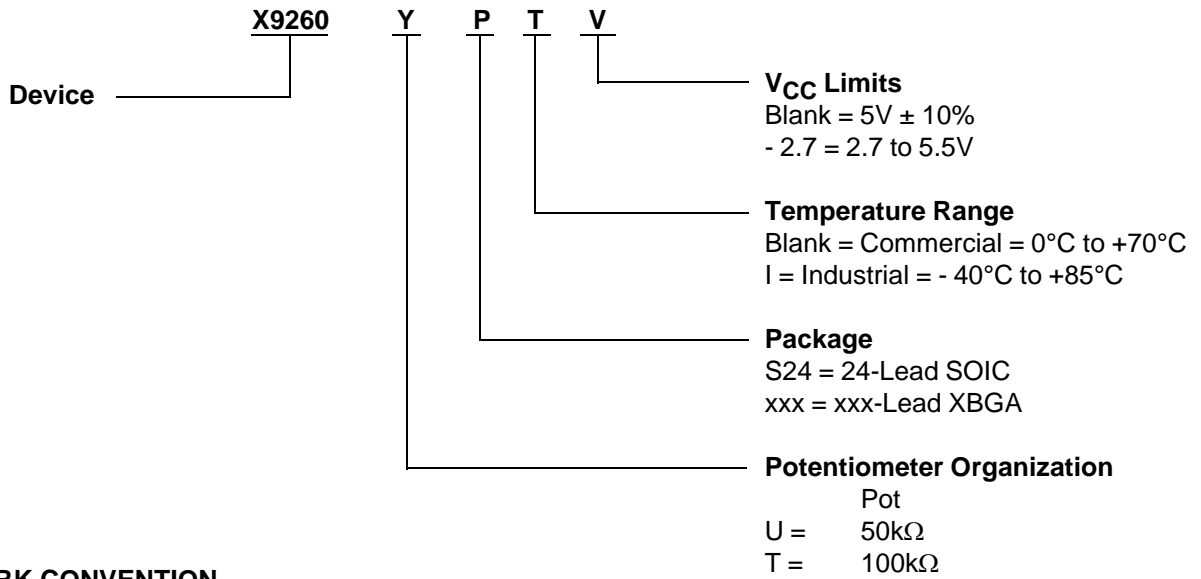 X9260 Y P T V
Device
VCC Limits
Blank = 5V ± 10%
- 2.7 = 2.7 to 5.5V
Temperature Range
Blank = Commercial = 0°C to +70°C
I = Industrial = - 40°C to +85°C
Package
S24 = 24-Lead SOIC
xxx = xxx-Lead XBGA
Potentiometer Organization
Pot
U = 50kΩ
T = 100kΩ
CONVENTION